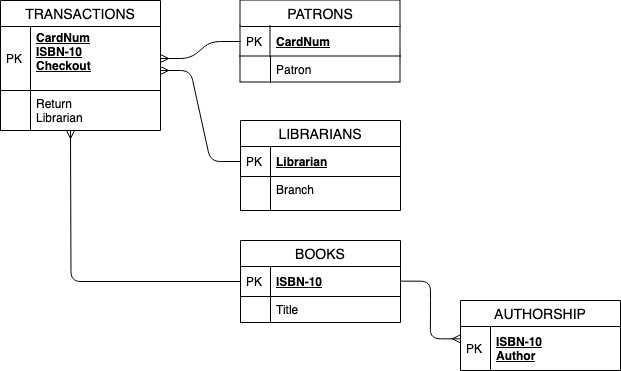 TRANSACTIONS
PK
CardNum
ISBN-10
Checkout
Return
Librarian
PATRONS
PK CardNum
Patron
LIBRARIANS
PK Librarian
Branch
BOOKS
PK ISBN-10
Title
AUTHORSHIP
PK
ISBN-10
Author